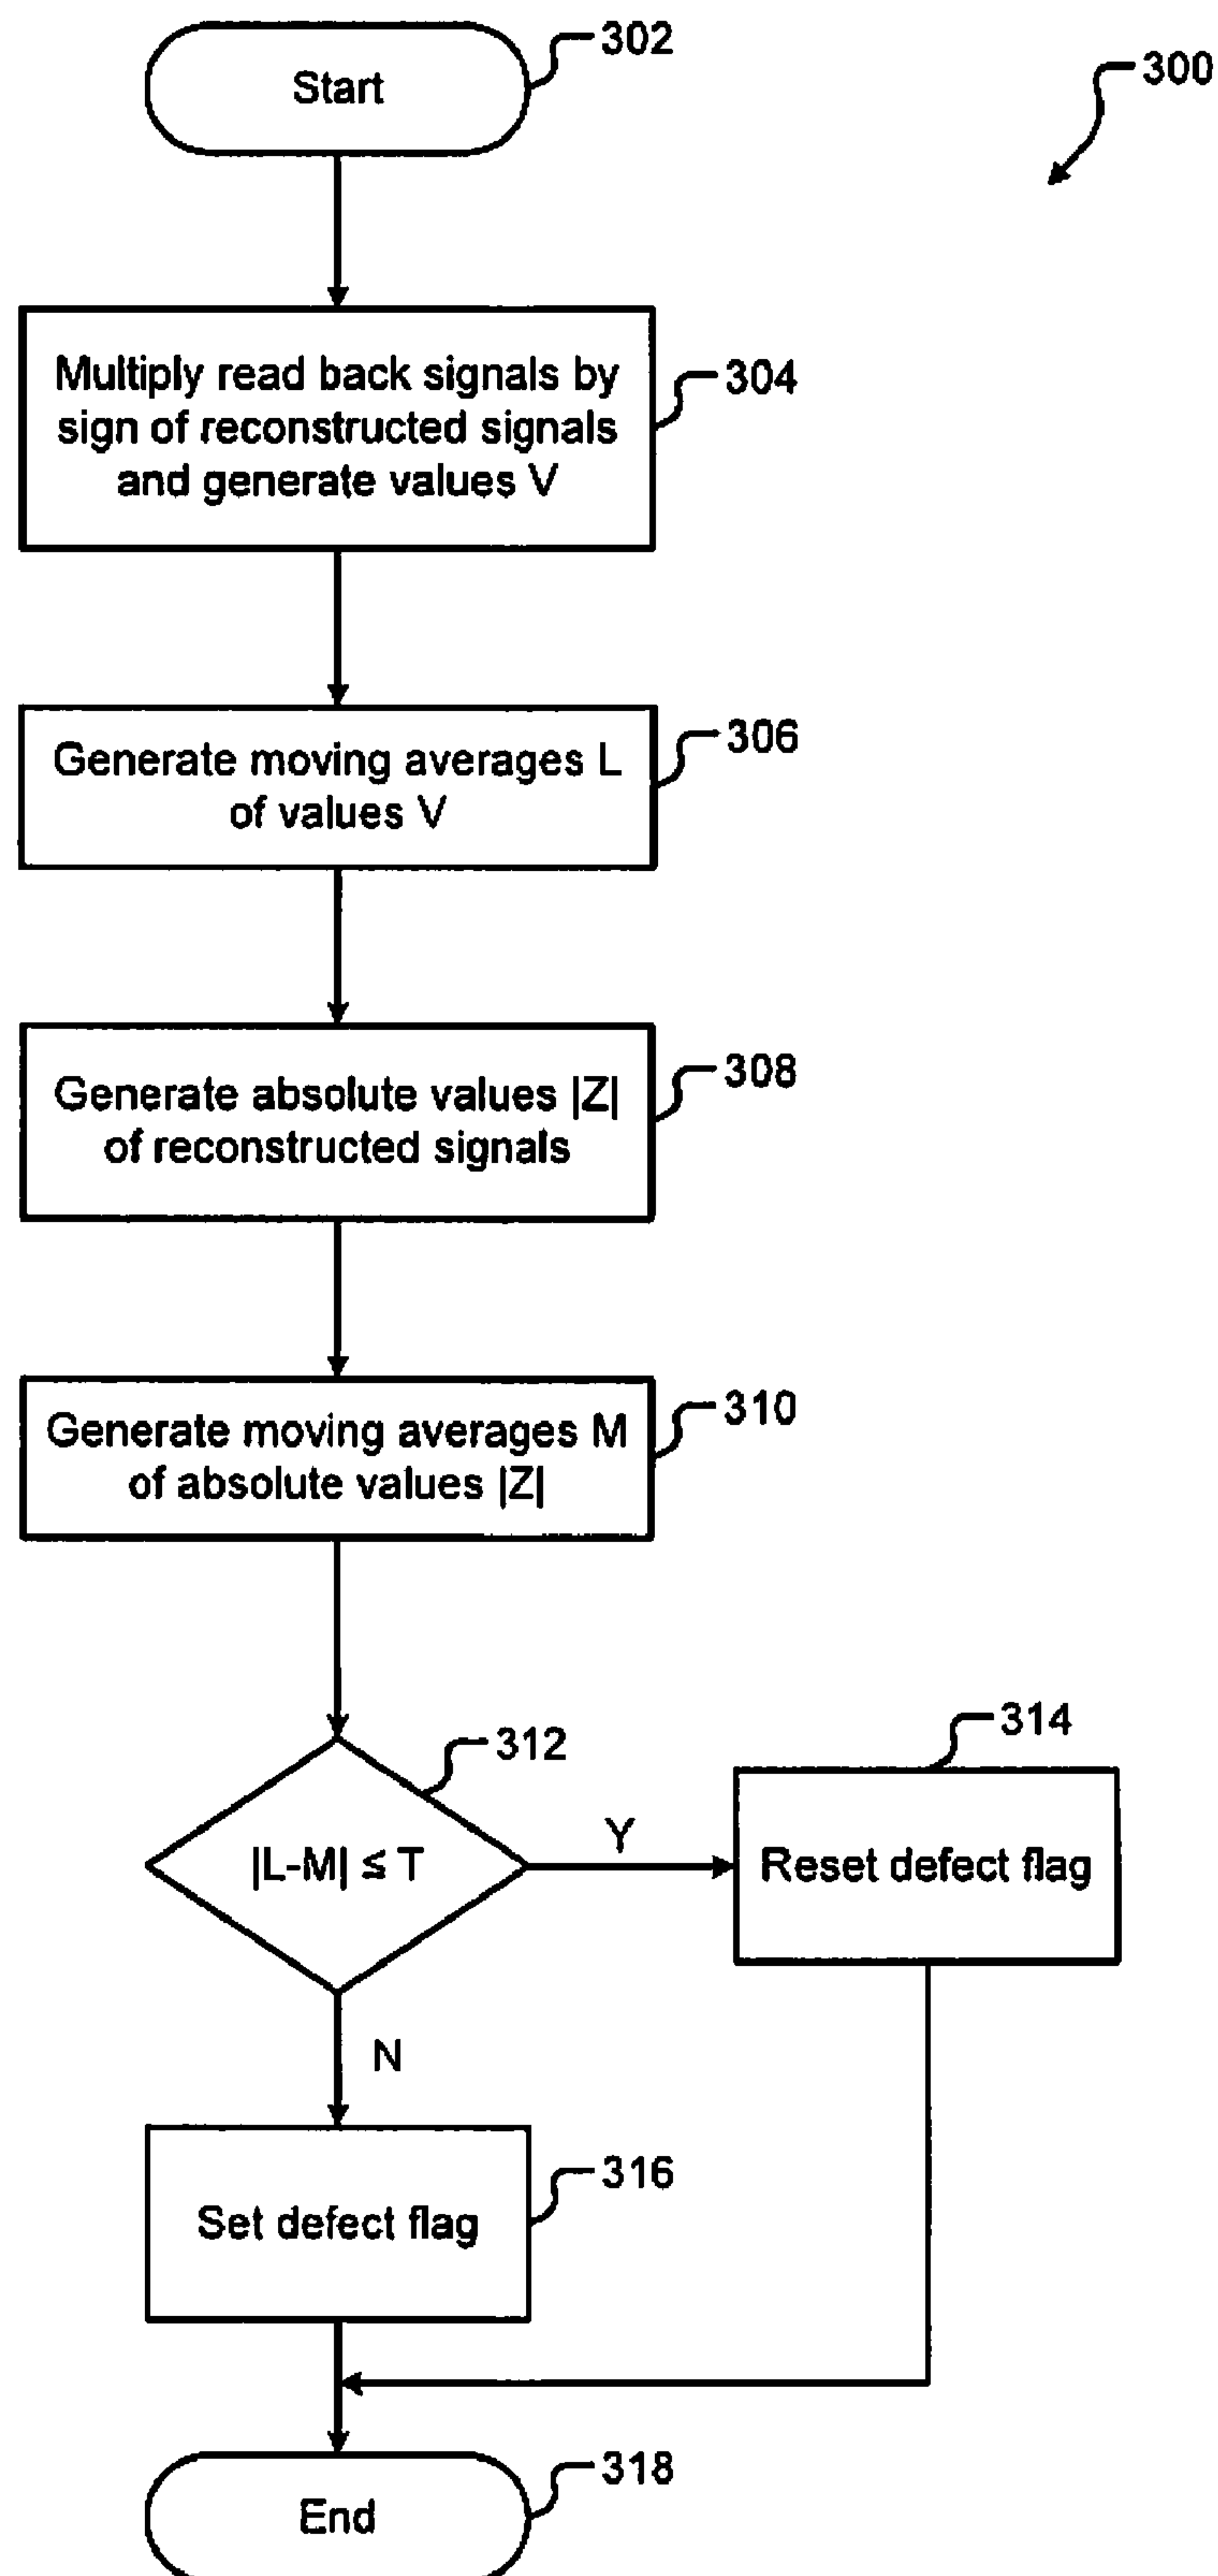 302
Start
300
Multiply read back signals by
sign of reconstructed signals
and generate values V
304
Generate moving averages L
of values V
306
Generate absolute values |Z|
of reconstructed signals
308
Generate moving averages M
of absolute values |Z|
310
312
|L-M| ≤ T
Y
314
Reset defect flag
N
316
Set defect flag
318
End